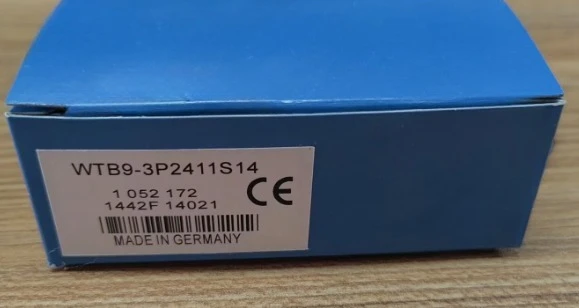 WTB9-3P2411S14
1 052 172
1442F 14021
CE
MADE IN GERMANY